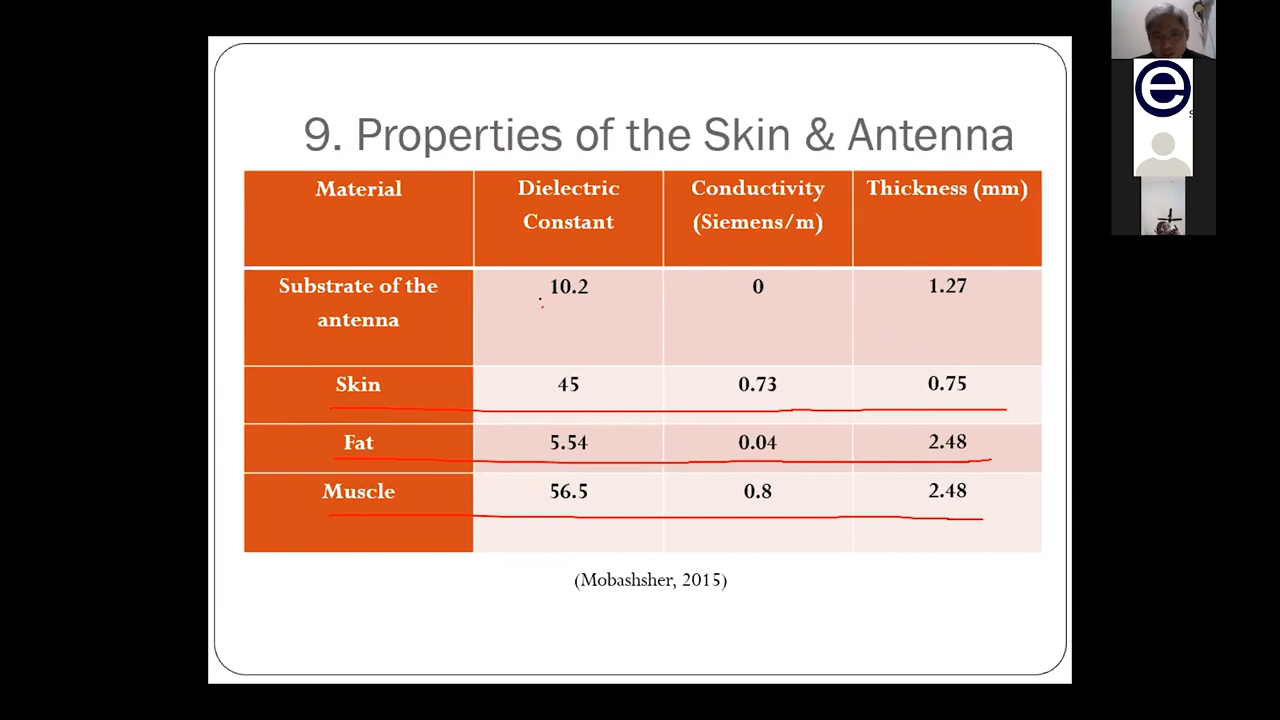 9. Properties of the Skin & Antenna
Material Dielectric Constant Conductivity (Siemens/m) Thickness (mm)
Substrate of the antenna 10.2 0 1.27
Skin 45 0.73 0.75
Fat 5.54 0.04 2.48
Muscle 56.5 0.8 2.48
(Mobashsher, 2015)
e
s